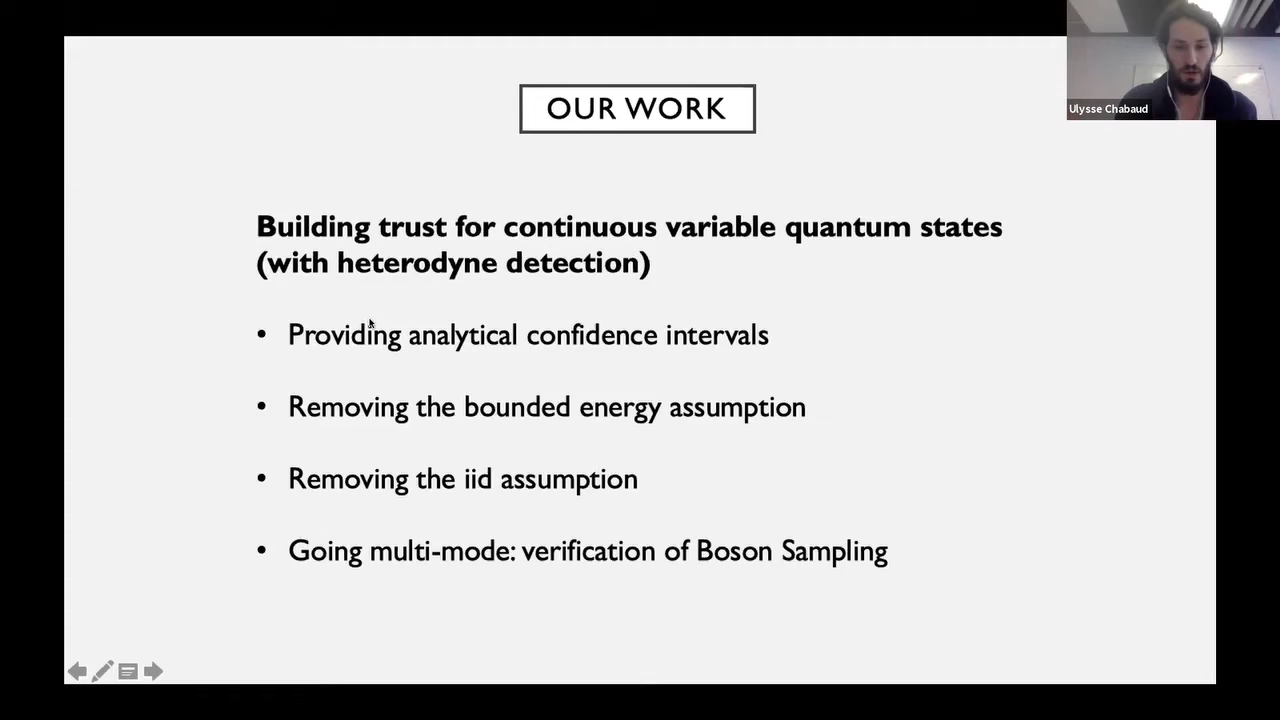 OUR WORK
Ulysse Chabaud
Building trust for continuous variable quantum states
(with heterodyne detection)
• Providing analytical confidence intervals
• Removing the bounded energy assumption
• Removing the iid assumption
• Going multi-mode: verification of Boson Sampling